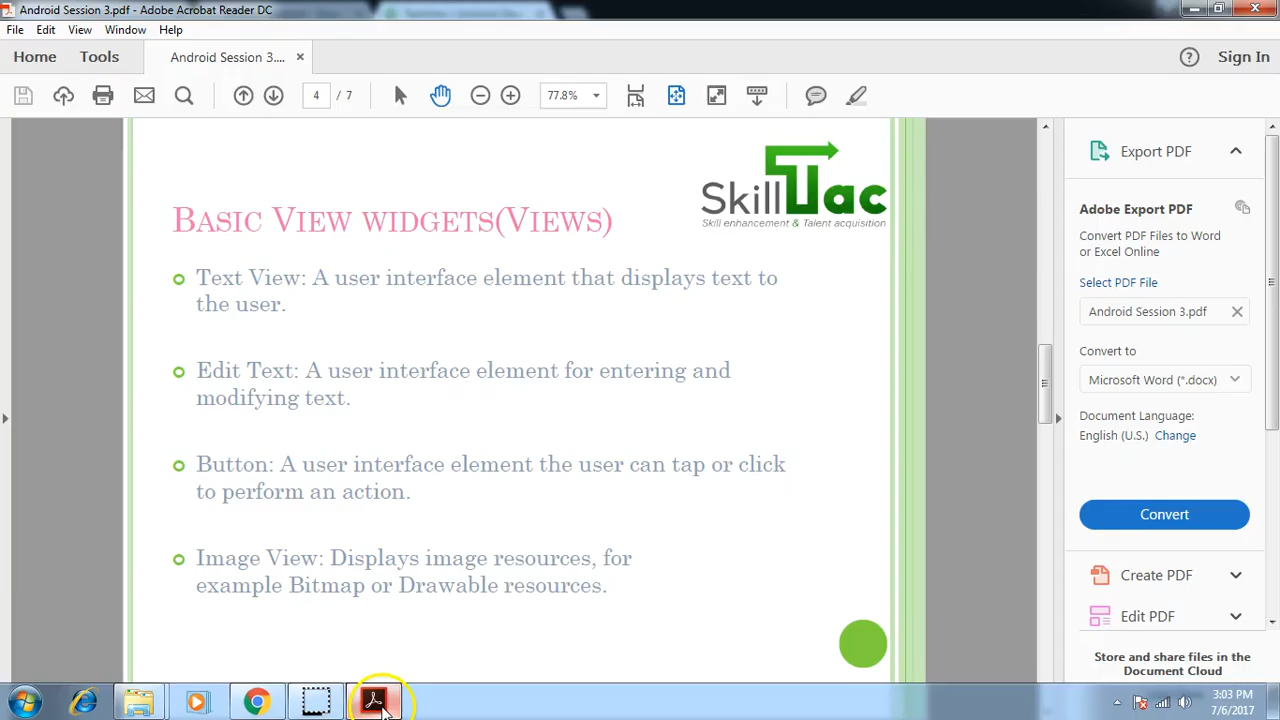 Android Session 3.pdf - Adobe Acrobat Reader DC
File Edit View Window Help
Home Tools Android Session 3.... × Sign In
4 / 7 77.8%
SkillTac
Skill enhancement & Talent acquisition
BASIC VIEW WIDGETS(VIEWS)
Text View: A user interface element that displays text to
the user.
Edit Text: A user interface element for entering and
modifying text.
Button: A user interface element the user can tap or click
to perform an action.
Image View: Displays image resources, for
example Bitmap or Drawable resources.
Export PDF
Adobe Export PDF
Convert PDF Files to Word
or Excel Online
Select PDF File
Android Session 3.pdf
Convert to
Microsoft Word (*.docx)
Document Language:
English (U.S.) Change
Convert
Create PDF
Edit PDF
Store and share files in the
Document Cloud
3:03 PM
7/6/2017